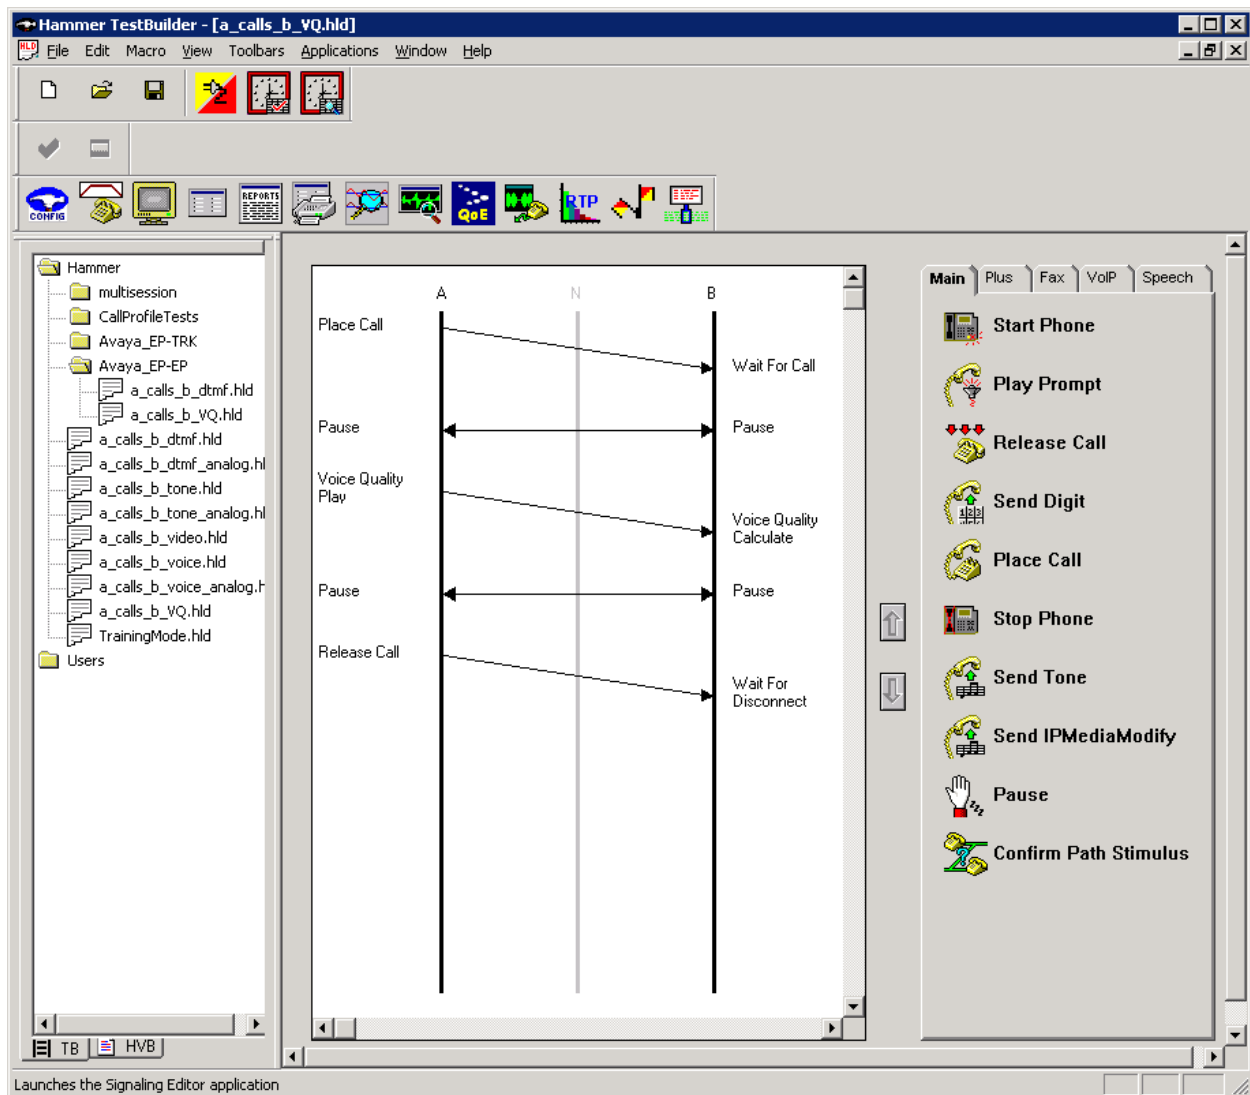 Hammer TestBuilder - [a_calls_b_VQ.hld]
HLD File Edit Macro View Toolbars Applications Window Help
2
CONFIG REPORTS QoE RTP
Hammer
multisession
CallProfileTests
Avaya_EP-TRK
Avaya_EP-EP
a_calls_b_dtmf.hld
a_calls_b_VQ.hld
a_calls_b_dtmf.hld
a_calls_b_dtmf_analog.hl
a_calls_b_tone.hld
a_calls_b_tone_analog.hl
a_calls_b_video.hld
a_calls_b_voice.hld
a_calls_b_voice_analog.h
a_calls_b_VQ.hld
TrainingMode.hld
Users
TB HVB
A N B
Place Call
Wait For Call
Pause Pause
Voice Quality
Play
Voice Quality
Calculate
Pause Pause
Release Call
Wait For
Disconnect
Main Plus Fax VoIP Speech
Start Phone
Play Prompt
Release Call
Send Digit
Place Call
Stop Phone
Send Tone
Send IPMediaModify
Pause
Confirm Path Stimulus
Launches the Signaling Editor application